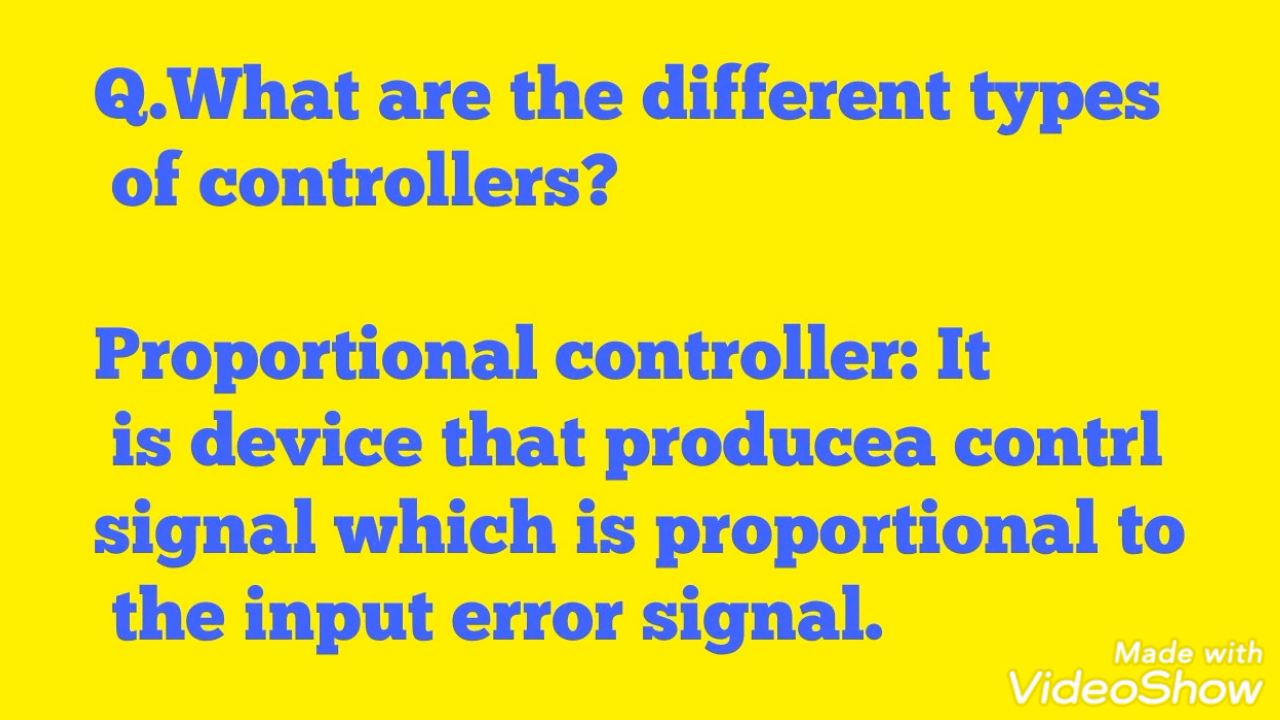 Q.What are the different types
of controllers?
Proportional controller: It
is device that producea contrl
signal which is proportional to
the input error signal.
Made with
VideoShow